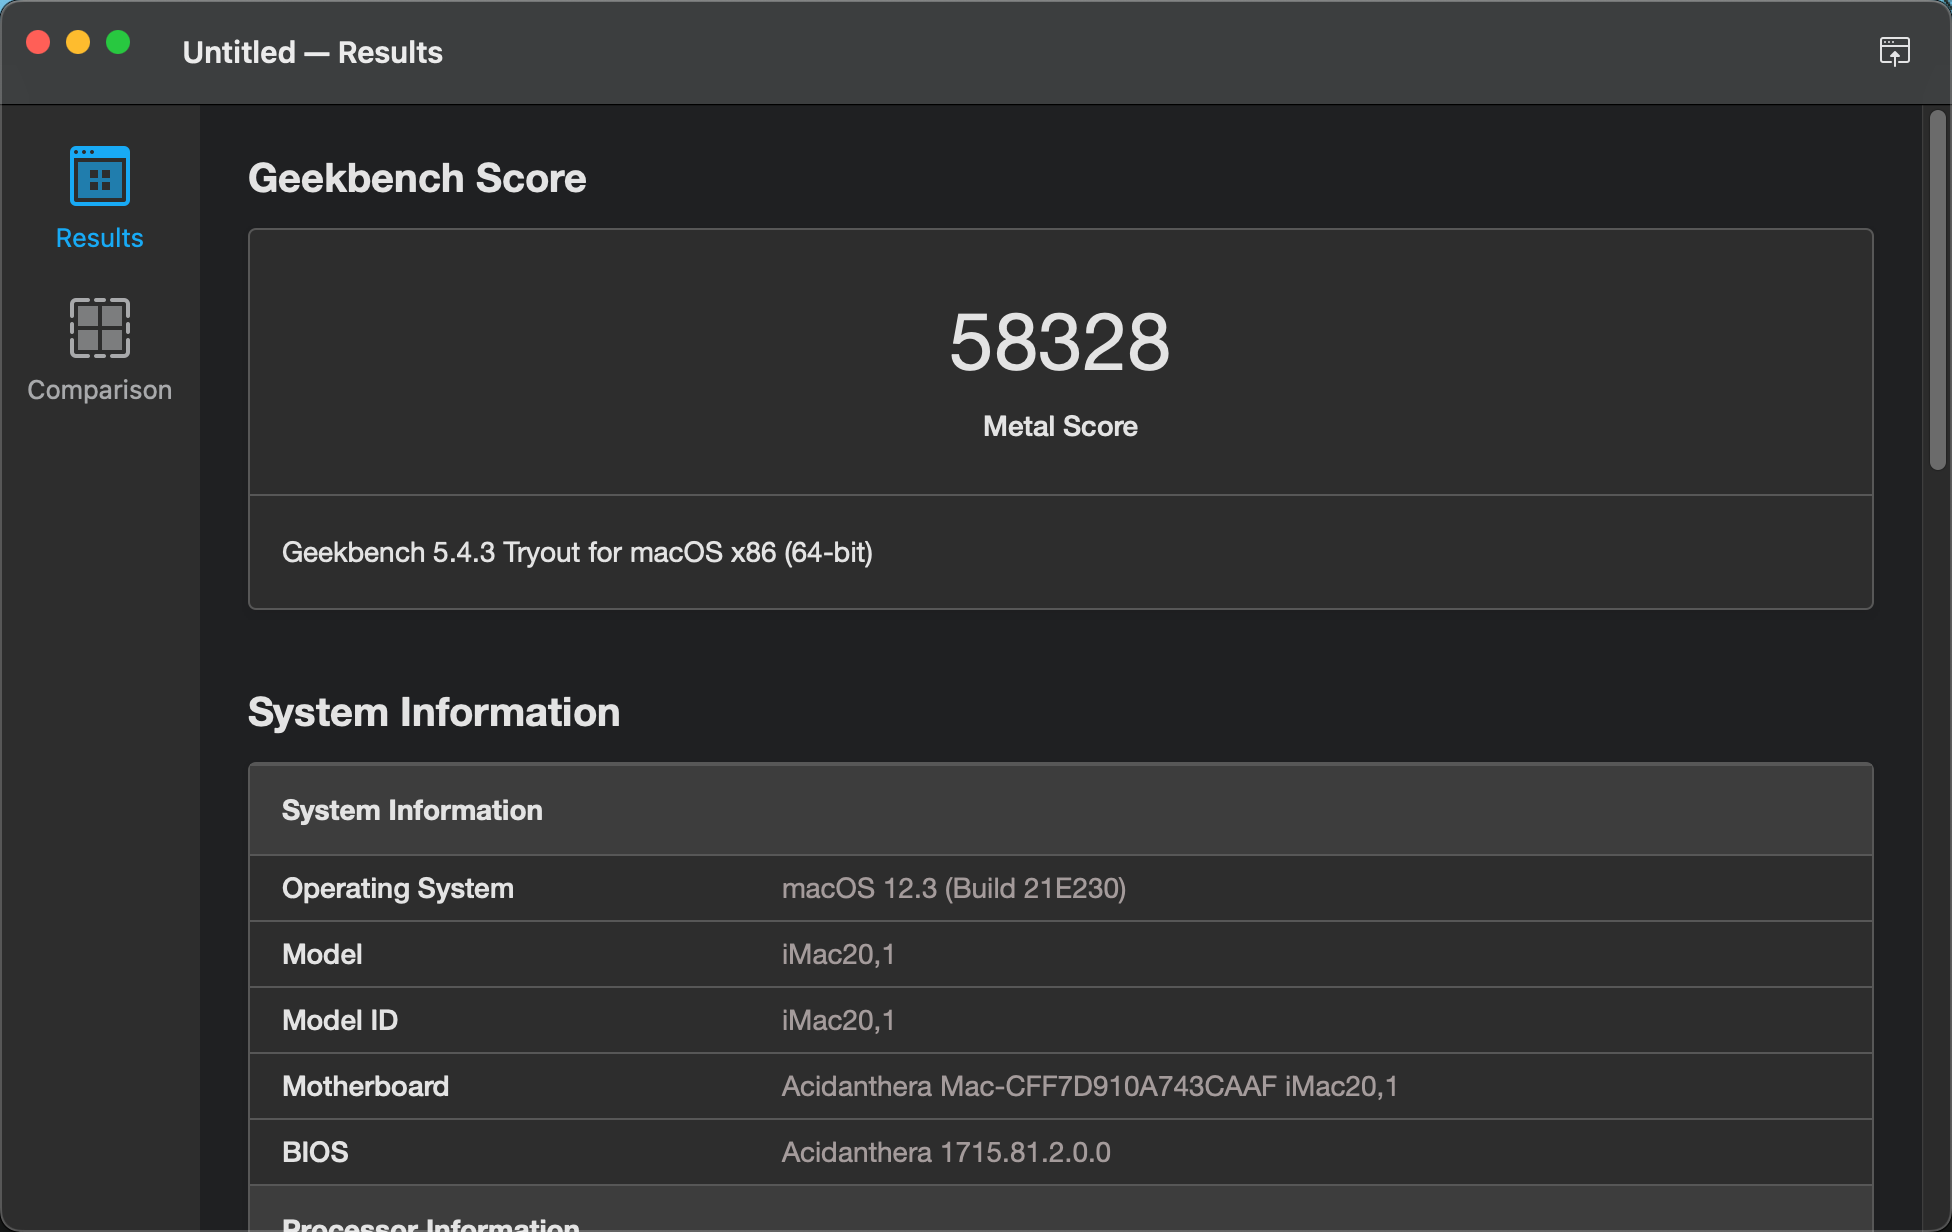 Untitled — Results
Results
Comparison
Geekbench Score
58328
Metal Score
Geekbench 5.4.3 Tryout for macOS x86 (64-bit)
System Information
System Information
Operating System macOS 12.3 (Build 21E230)
Model iMac20,1
Model ID iMac20,1
Motherboard Acidanthera Mac-CFF7D910A743CAAF iMac20,1
BIOS Acidanthera 1715.81.2.0.0
Processor Information